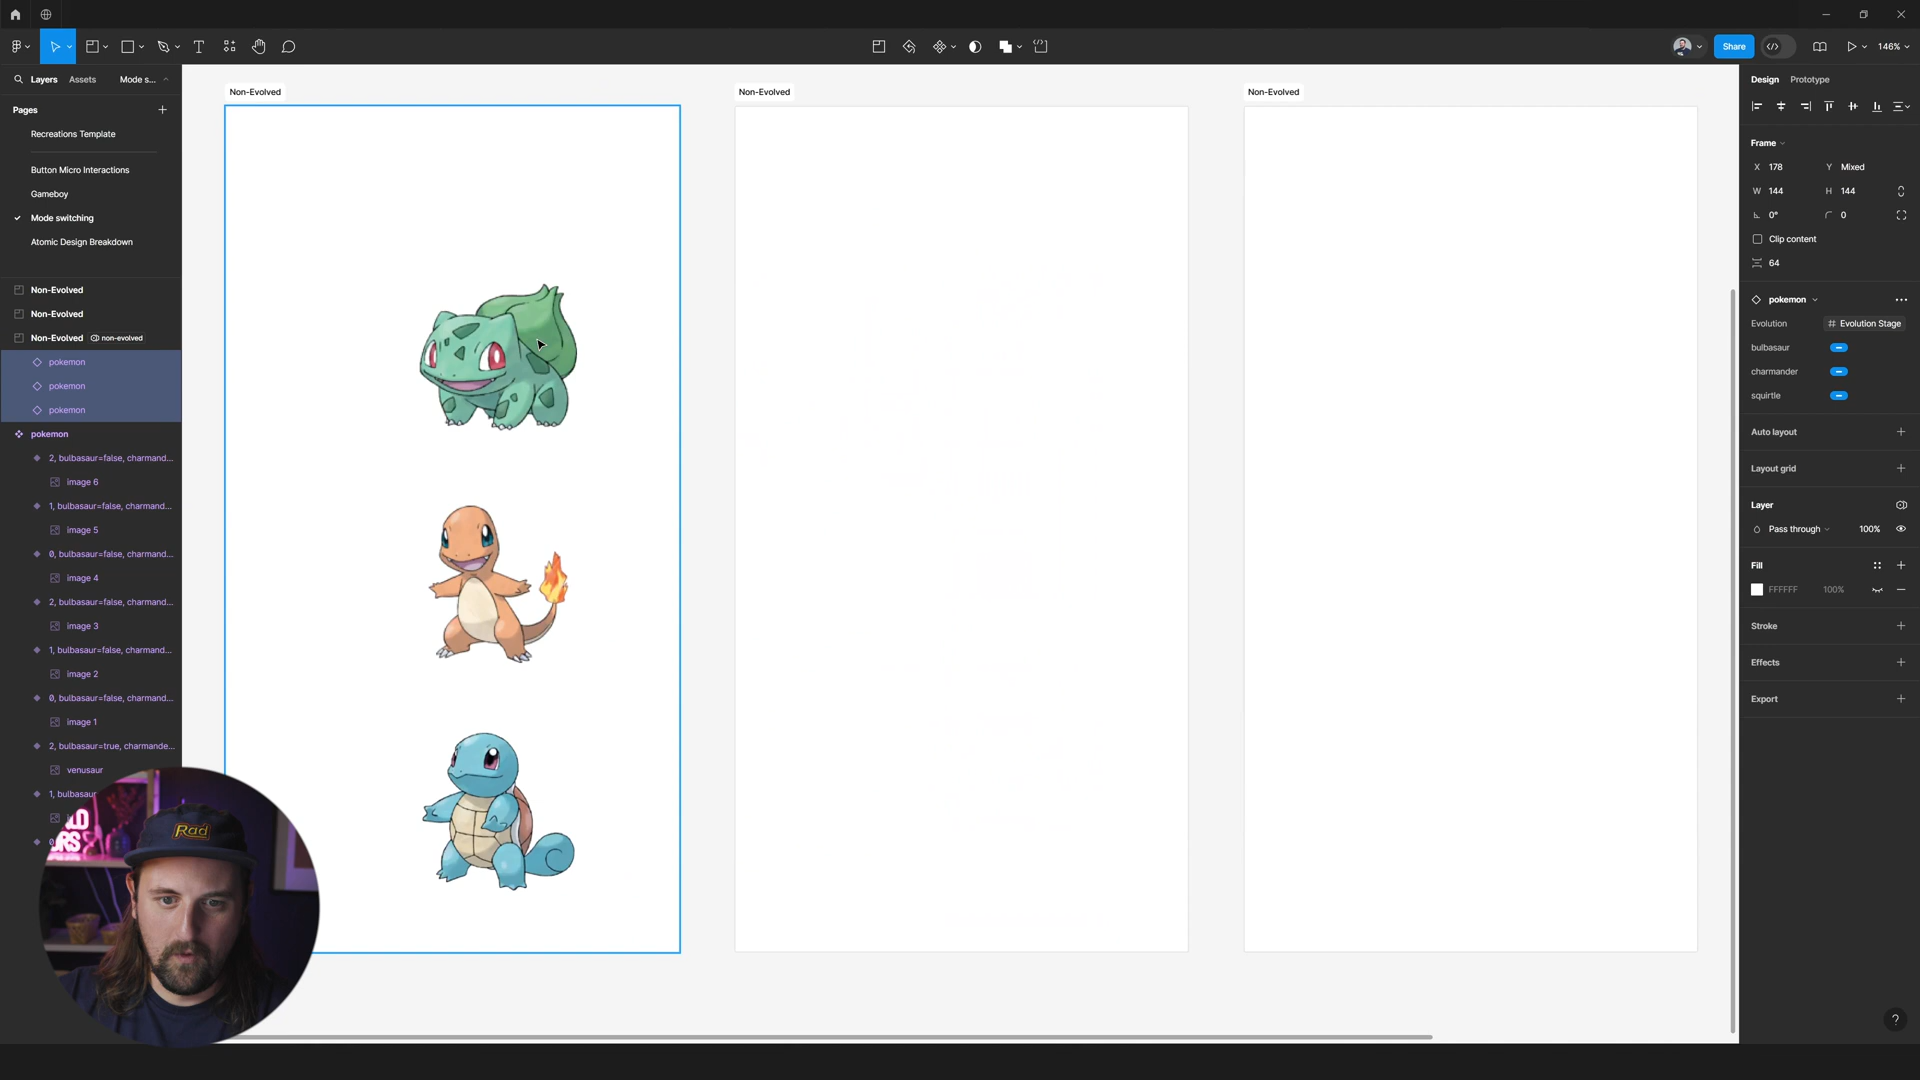 Share
146%
Layers
Assets
Mode s...
Design
Prototype
Pages
Recreations Template
Button Micro Interactions
Gameboy
Mode switching
Atomic Design Breakdown
Non-Evolved
Non-Evolved
Non-Evolved
non-evolved
pokemon
pokemon
pokemon
pokemon
2, bulbasaur=false, charmand...
image 6
1, bulbasaur=false, charmand...
image 5
0, bulbasaur=false, charmand...
image 4
2, bulbasaur=false, charmand...
image 3
1, bulbasaur=false, charmand...
image 2
0, bulbasaur=false, charmand...
image 1
2, bulbasaur=true, charmande...
venusaur
1, bulbasaur
Rad
Non-Evolved
Non-Evolved
Non-Evolved
Frame
X 178 Y Mixed
W 144 H 144
0° 0
Clip content
64
pokemon
Evolution
Evolution Stage
bulbasaur
charmander
squirtle
Auto layout
Layout grid
Layer
Pass through 100%
Fill
FFFFFF 100%
Stroke
Effects
Export
?